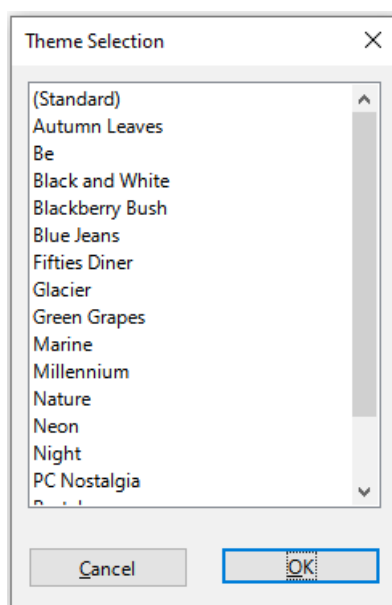 Theme Selection
(Standard)
Autumn Leaves
Be
Black and White
Blackberry Bush
Blue Jeans
Fifties Diner
Glacier
Green Grapes
Marine
Millennium
Nature
Neon
Night
PC Nostalgia
Cancel
OK